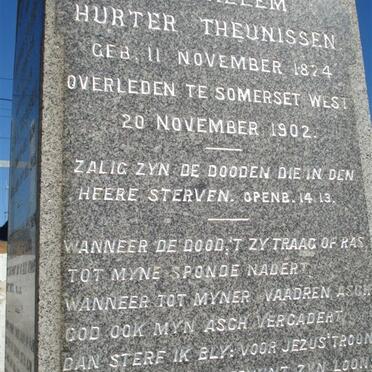 HURTER THEUNISSEN
GEB. 11 NOVEMBER 1824
OVERLEDEN TE SOMERSET WEST
20 NOVEMBER 1902.
ZALIG ZYN DE DOODEN DIE IN DEN
HEERE STERVEN. OPENB. 14.13.
WANNEER DE DOOD, 'T ZY TRAAG OF RAS
TOT MYNE SPONDE NADERT,
WANNEER TOT MYNER VAADREN ASCH
GOD OOK MYN ASCH VERGADERT,
DAN STERF IK BLY: VOOR JEZUS' TROON
ZYN LOON